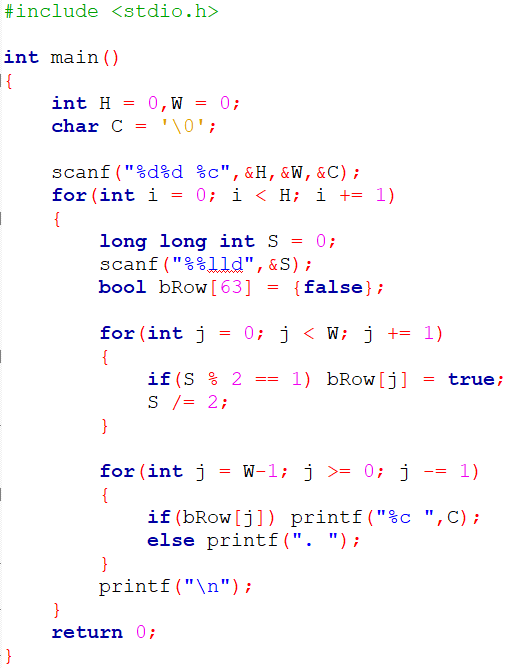 #include <stdio.h>
int main()
{
    int H = 0,W = 0;
    char C = '\0';
    scanf("%d%d %c",&H,&W,&C);
    for(int i = 0; i < H; i += 1)
    {
        long long int S = 0;
        scanf("%%lld",&S);
        bool bRow[63] = {false};
        for(int j = 0; j < W; j += 1)
        {
            if(S % 2 == 1) bRow[j] = true;
            S /= 2;
        }
        for(int j = W-1; j >= 0; j -= 1)
        {
            if(bRow[j]) printf("%c ",C);
            else printf(". ");
        }
        printf("\n");
    }
    return 0;
}